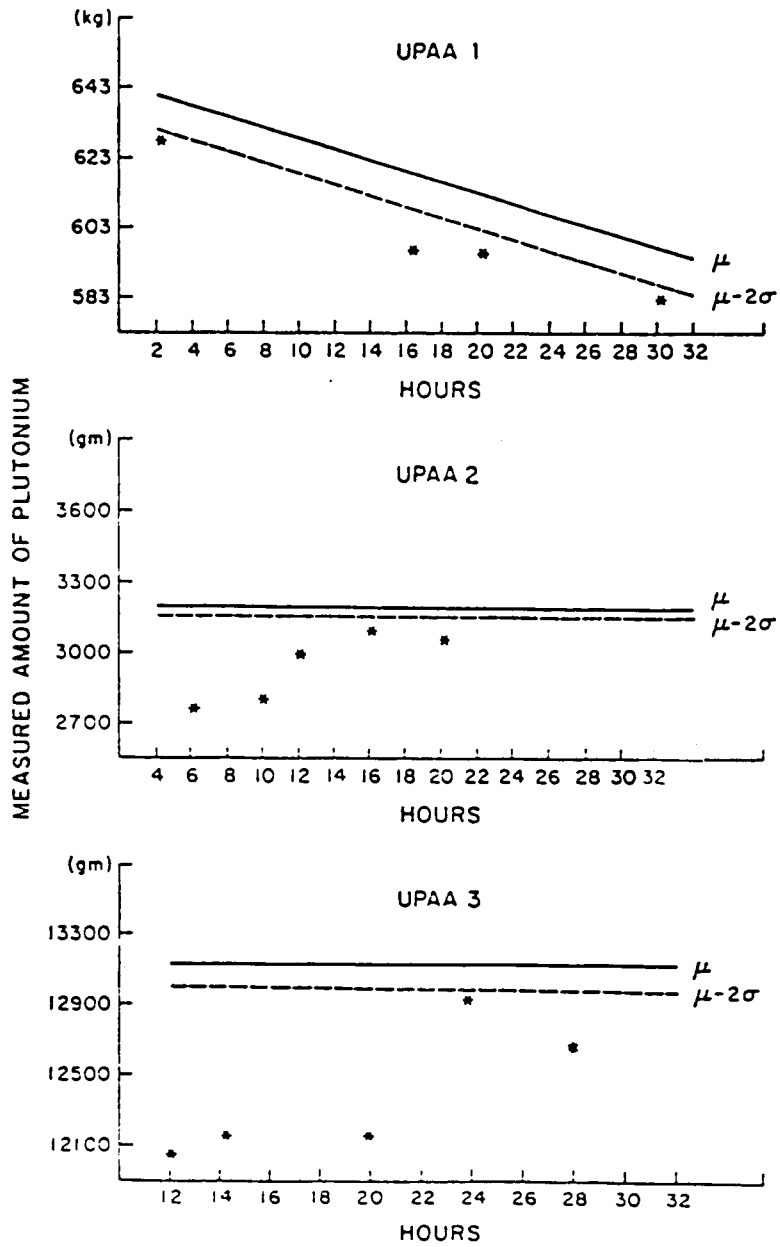 MEASURED AMOUNT OF PLUTONIUM
(kg)
UPAA 1
643
623
603
583
μ
μ-2σ
2 4 6 8 10 12 14 16 18 20 22 24 26 28 30 32
HOURS
(gm)
UPAA 2
3600
3300
3000
2700
μ
μ-2σ
4 6 8 10 12 14 16 18 20 22 24 26 28 30 32
HOURS
(gm)
UPAA 3
13300
12900
12500
12100
μ
μ-2σ
12 14 16 18 20 22 24 26 28 30 32
HOURS